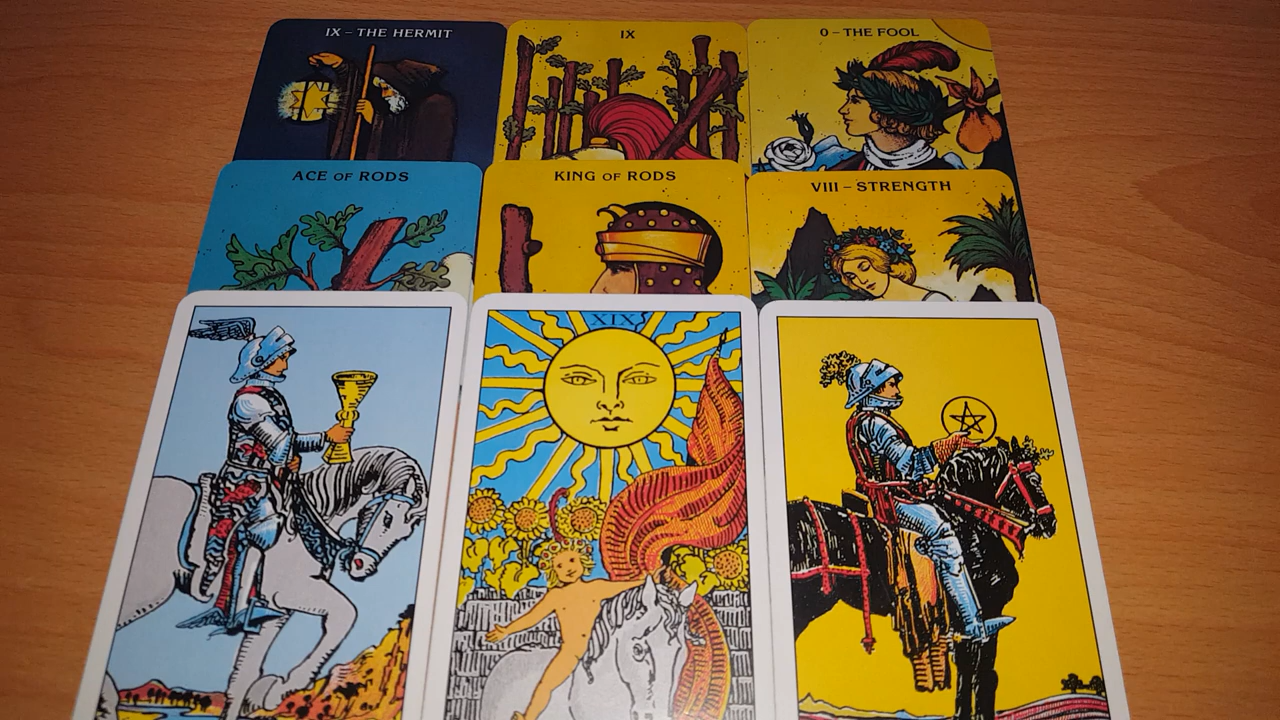 IX – THE HERMIT
IX
0 – THE FOOL
ACE OF RODS
KING OF RODS
VIII – STRENGTH
XIX